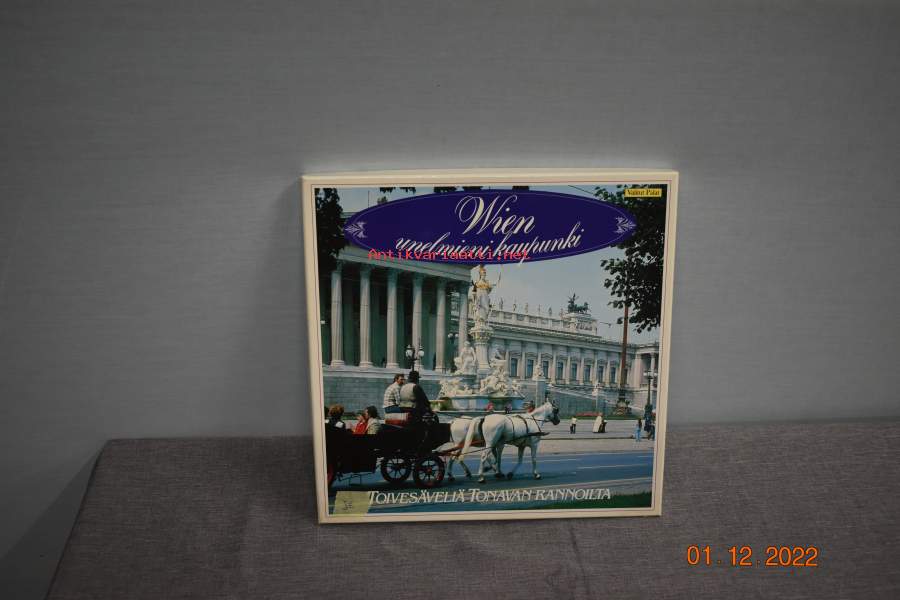 Valitut Palat
Wien
unelmieni kaupunki
Antikvariaatti.net
TOIVESÄVELIÄ TONAVAN RANNOILTA
01.12.2022